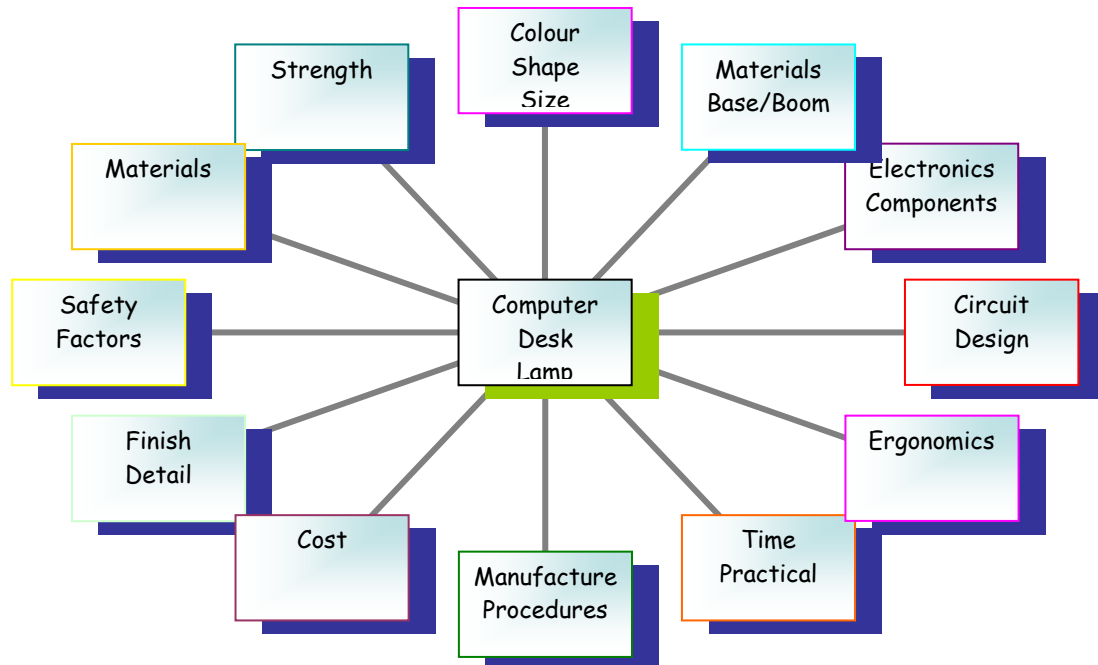 Colour
Shape
Size
Strength
Materials
Base/Boom
Materials
Electronics
Components
Safety
Factors
Computer
Desk
Lamp
Circuit
Design
Finish
Detail
Ergonomics
Cost
Time
Practical
Manufacture
Procedures